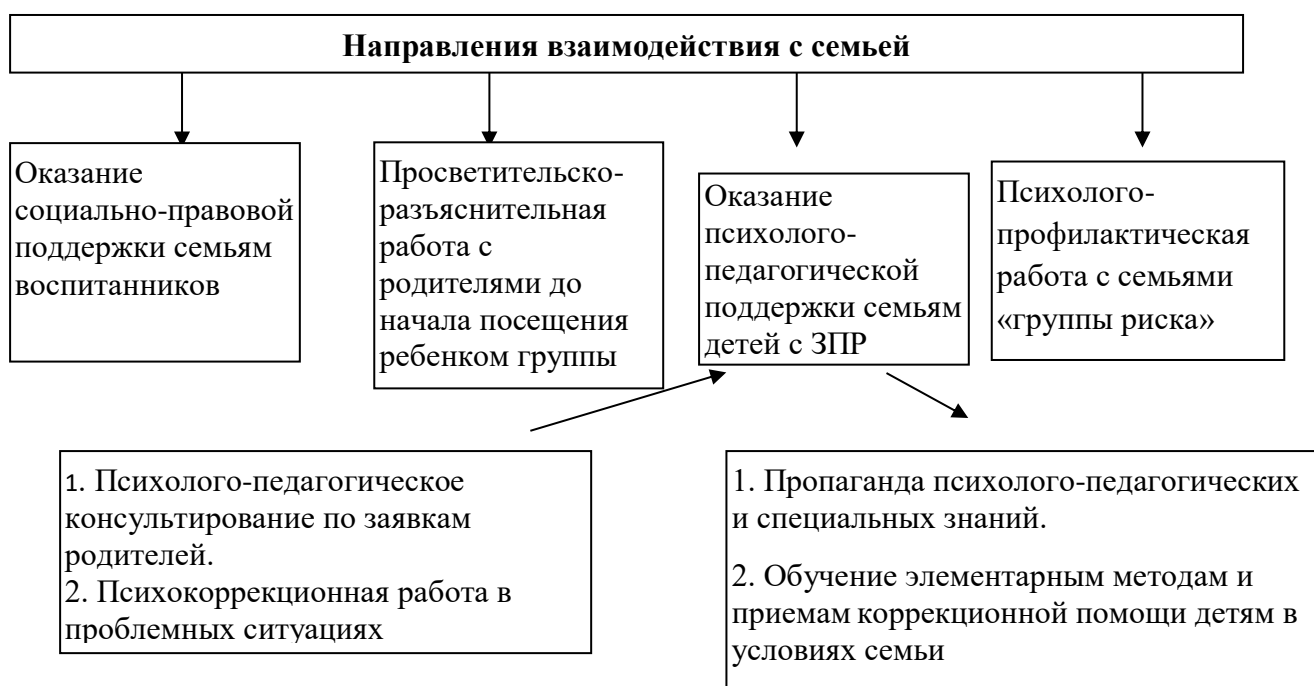 Направления взаимодействия с семьей
Оказание
социально-правовой
поддержки семьям
воспитанников
Просветительско-
разъяснительная
работа с
родителями до
начала посещения
ребенком группы
Оказание
психолого-
педагогической
поддержки семьям
детей с ЗПР
Психолого-
профилактическая
работа с семьями
«группы риска»
1. Психолого-педагогическое
консультирование по заявкам
родителей.
2. Психокоррекционная работа в
проблемных ситуациях
1. Пропаганда психолого-педагогических
и специальных знаний.
2. Обучение элементарным методам и
приемам коррекционной помощи детям в
условиях семьи